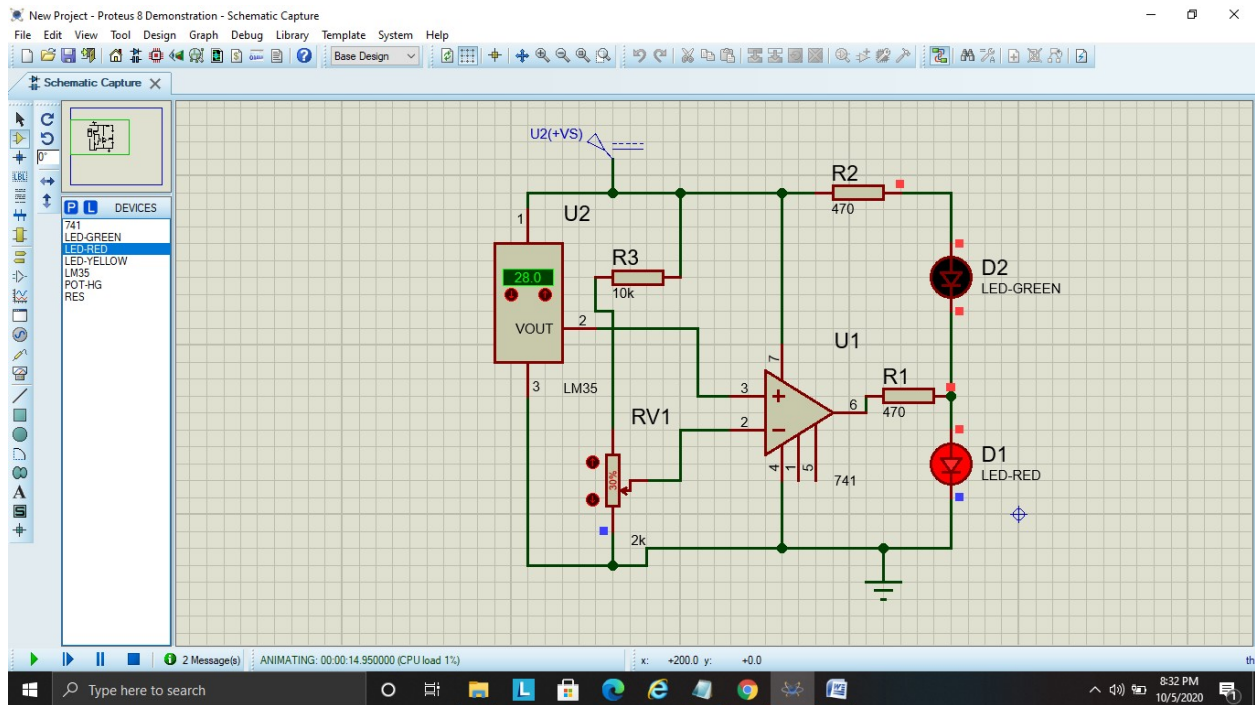 New Project - Proteus 8 Demonstration - Schematic Capture
File Edit View Tool Design Graph Debug Library Template System Help
Base Design
Schematic Capture
0°
LBL
P L DEVICES
741
LED-GREEN
LED-RED
LED-YELLOW
LM35
POT-HG
RES
A
S
U2(+VS)
R2
470
1
U2
28.0
VOUT
2
3
LM35
R3
10k
D2
LED-GREEN
U1
7
3
2
6
4
1
5
741
R1
470
RV1
30%
2k
D1
LED-RED
2 Message(s)
ANIMATING: 00:00:14.950000 (CPU load 1%)
x: +200.0 y: +0.0
th
Type here to search
8:32 PM
10/5/2020